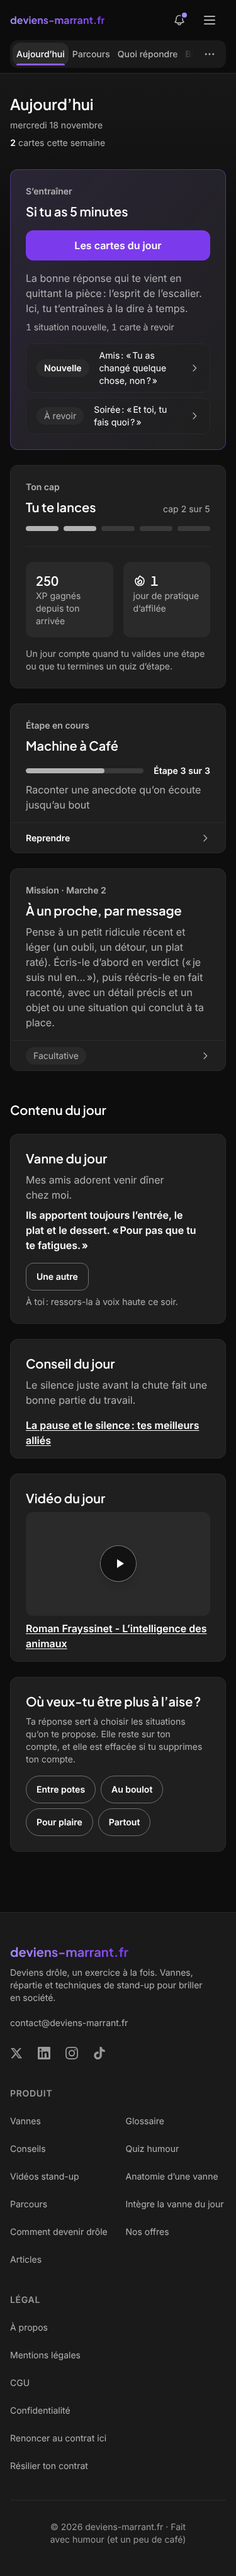 deviens-marrant.fr
Aujourd’hui Parcours Quoi répondre
Aujourd’hui
mercredi 18 novembre
2 cartes cette semaine
S’entraîner
Si tu as 5 minutes
Les cartes du jour
La bonne réponse qui te vient en
quittant la pièce : l’esprit de l’escalier.
Ici, tu t’entraînes à la dire à temps.
1 situation nouvelle, 1 carte à revoir
Nouvelle
Amis : « Tu as
changé quelque
chose, non ? »
À revoir
Soirée : « Et toi, tu
fais quoi ? »
Ton cap
Tu te lances
cap 2 sur 5
250
XP gagnés
depuis ton
arrivée
1
jour de pratique
d’affilée
Un jour compte quand tu valides une étape
ou que tu termines un quiz d’étape.
Étape en cours
Machine à Café
Étape 3 sur 3
Raconter une anecdote qu’on écoute
jusqu’au bout
Reprendre
Mission · Marche 2
À un proche, par message
Pense à un petit ridicule récent et
léger (un oubli, un détour, un plat
raté). Écris-le d’abord en verdict (« je
suis nul en… »), puis réécris-le en fait
raconté, avec un détail précis et un
objet ou une situation qui conclut à ta
place.
Facultative
Contenu du jour
Vanne du jour
Mes amis adorent venir dîner
chez moi.
Ils apportent toujours l’entrée, le
plat et le dessert. « Pour pas que tu
te fatigues. »
Une autre
À toi : ressors-la à voix haute ce soir.
Conseil du jour
Le silence juste avant la chute fait une
bonne partie du travail.
La pause et le silence : tes meilleurs
alliés
Vidéo du jour
Roman Frayssinet - L’intelligence des
animaux
Où veux-tu être plus à l’aise ?
Ta réponse sert à choisir les situations
qu’on te propose. Elle reste sur ton
compte, et elle est effacée si tu supprimes
ton compte.
Entre potes
Au boulot
Pour plaire
Partout
deviens-marrant.fr
Deviens drôle, un exercice à la fois. Vannes,
répartie et techniques de stand-up pour briller
en société.
contact@deviens-marrant.fr
PRODUIT
Vannes
Glossaire
Conseils
Quiz humour
Vidéos stand-up
Anatomie d’une vanne
Parcours
Intègre la vanne du jour
Comment devenir drôle
Nos offres
Articles
LÉGAL
À propos
Mentions légales
CGU
Confidentialité
Renoncer au contrat ici
Résilier ton contrat
© 2026 deviens-marrant.fr · Fait
avec humour (et un peu de café)